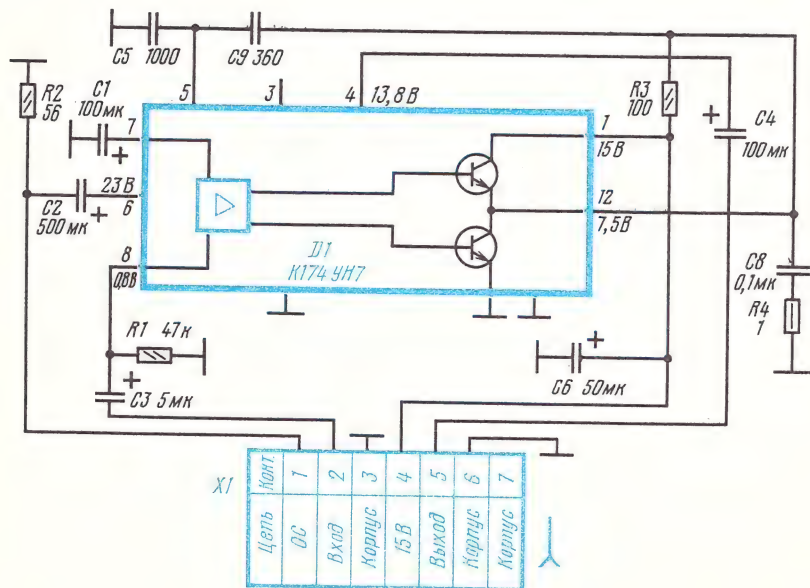 C5 1000
C9 360
R2
56
C1
100мк
7
5
3
4
13,8 В
R3
100
C4
100мк
1
15В
23В
6
C2
500мк
12
7,5В
D1
К174 УН7
8
0,8В
C8
0,1мк
R4
1
R1 47к
C3 5мк
C6 50мк
X1
Конт. 1 2 3 4 5 6 7
Цепь ОС Вход Корпус 15В Выход Корпус Корпус